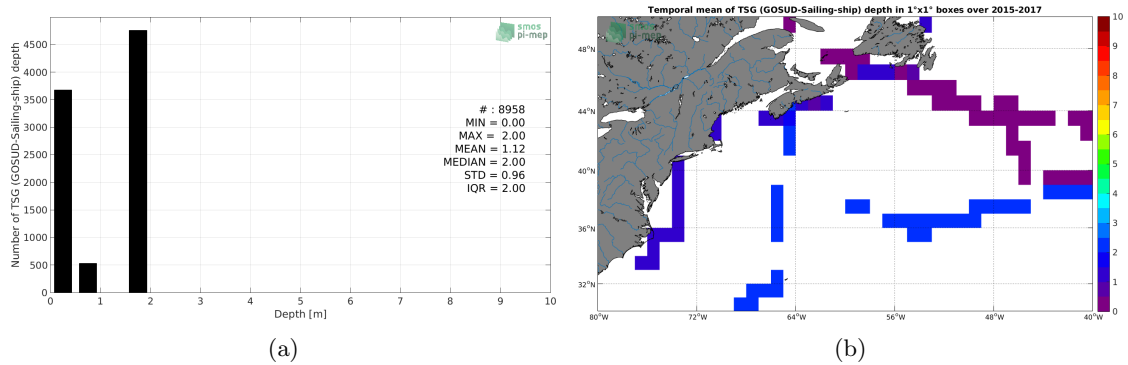 smos
pi-mep
4500
4000
3500
3000
2500
2000
1500
1000
500
0
Number of TSG (GOSUD-Sailing-ship) depth
# : 8958
MIN = 0.00
MAX = 2.00
MEAN = 1.12
MEDIAN = 2.00
STD = 0.96
IQR = 2.00
0 1 2 3 4 5 6 7 8 9 10
Depth [m]
(a)
Temporal mean of TSG (GOSUD-Sailing-ship) depth in 1°x1° boxes over 2015-2017
smos
pi-mep
48°N
44°N
40°N
36°N
32°N
80°W 72°W 64°W 56°W 48°W 40°W
10
9
8
7
6
5
4
3
2
1
0
(b)